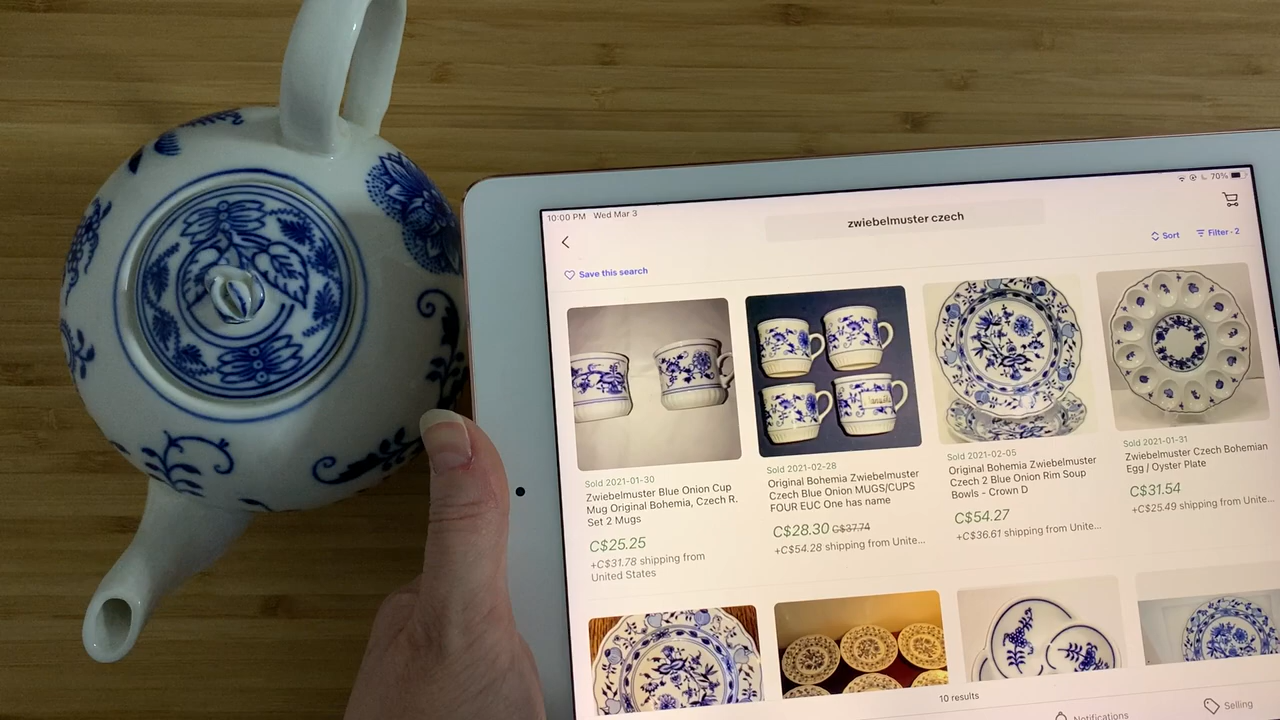 10:00 PM Wed Mar 3
70%
zwiebelmuster czech
Sort
Filter · 2
Save this search
Sold 2021-01-30
Zwiebelmuster Blue Onion Cup
Mug Original Bohemia, Czech R.
Set 2 Mugs
C$25.25
+C$31.78 shipping from
United States
Sold 2021-02-28
Original Bohemia Zwiebelmuster
Czech Blue Onion MUGS/CUPS
FOUR EUC One has name
C$28.30 C$37.74
+C$54.28 shipping from Unite...
Sold 2021-02-05
Original Bohemia Zwiebelmuster
Czech 2 Blue Onion Rim Soup
Bowls - Crown D
C$54.27
+C$36.61 shipping from Unite...
Sold 2021-01-31
Zwiebelmuster Czech Bohemian
Egg / Oyster Plate
C$31.54
+C$25.49 shipping from Unite...
10 results
Notifications
Selling